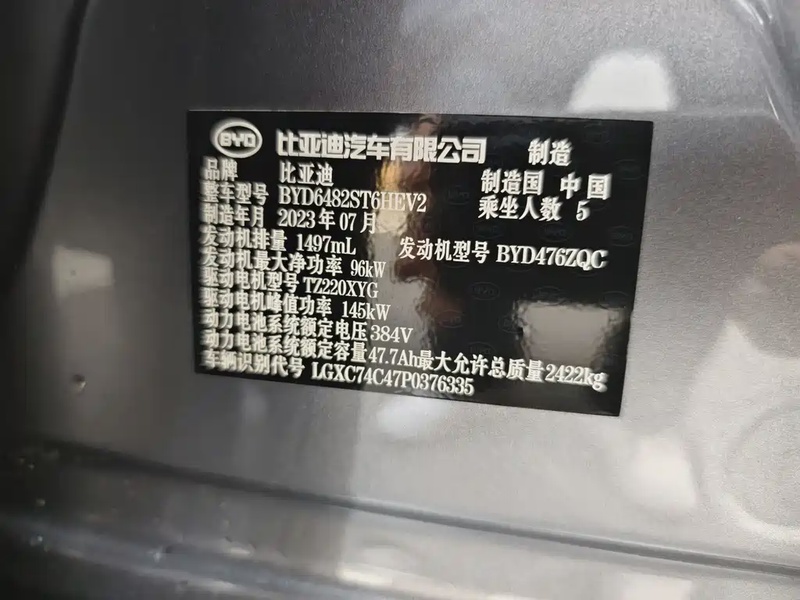 BYD 比亚迪汽车有限公司 制造
品牌 比亚迪 制造国 中国
整车型号 BYD6482ST6HEV2 乘坐人数 5
制造年月 2023年07月
发动机排量 1497mL 发动机型号 BYD476ZQC
发动机最大净功率 96kW
驱动电机型号 TZ220XYG
驱动电机峰值功率 145kW
动力电池系统额定电压 384V
动力电池系统额定容量 47.7Ah 最大允许总质量 2422kg
车辆识别代号 LGXC74C47P0376335